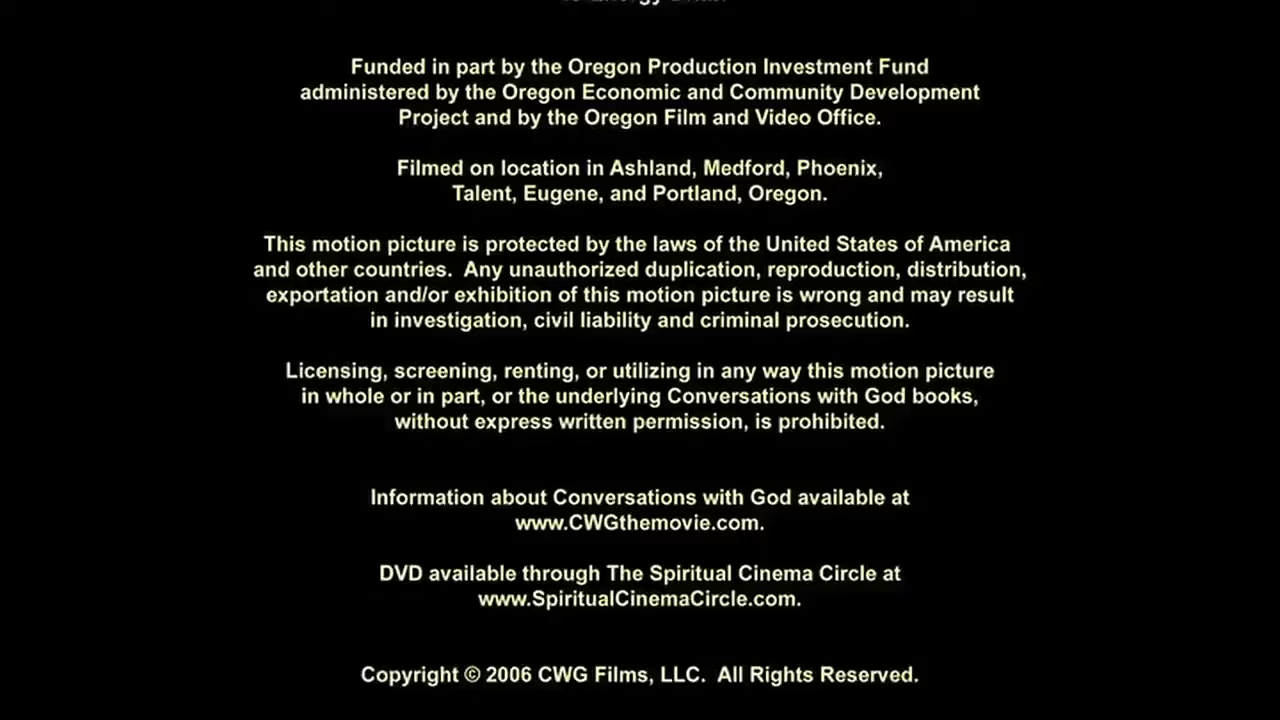 Funded in part by the Oregon Production Investment Fund
administered by the Oregon Economic and Community Development
Project and by the Oregon Film and Video Office.
Filmed on location in Ashland, Medford, Phoenix,
Talent, Eugene, and Portland, Oregon.
This motion picture is protected by the laws of the United States of America
and other countries.  Any unauthorized duplication, reproduction, distribution,
exportation and/or exhibition of this motion picture is wrong and may result
in investigation, civil liability and criminal prosecution.
Licensing, screening, renting, or utilizing in any way this motion picture
in whole or in part, or the underlying Conversations with God books,
without express written permission, is prohibited.
Information about Conversations with God available at
www.CWGthemovie.com.
DVD available through The Spiritual Cinema Circle at
www.SpiritualCinemaCircle.com.
Copyright © 2006 CWG Films, LLC.  All Rights Reserved.